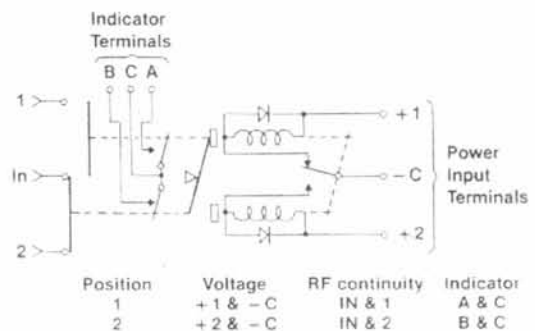 Indicator
Terminals
B C A
1
In
2
+1
-C
+2
Power
Input
Terminals
Position Voltage RF continuity Indicator
1 +1 & -C IN & 1 A & C
2 +2 & -C IN & 2 B & C